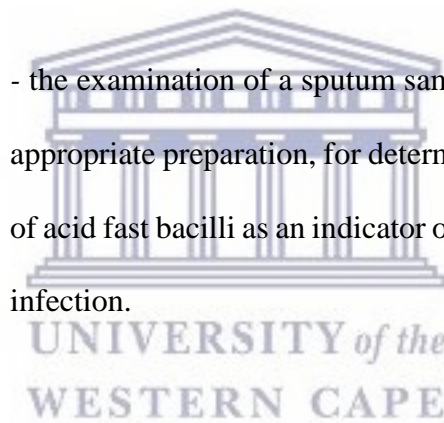 - the examination of a sputum sam
appropriate preparation, for determ
of acid fast bacilli as an indicator o
infection.
UNIVERSITY of the
WESTERN CAPE